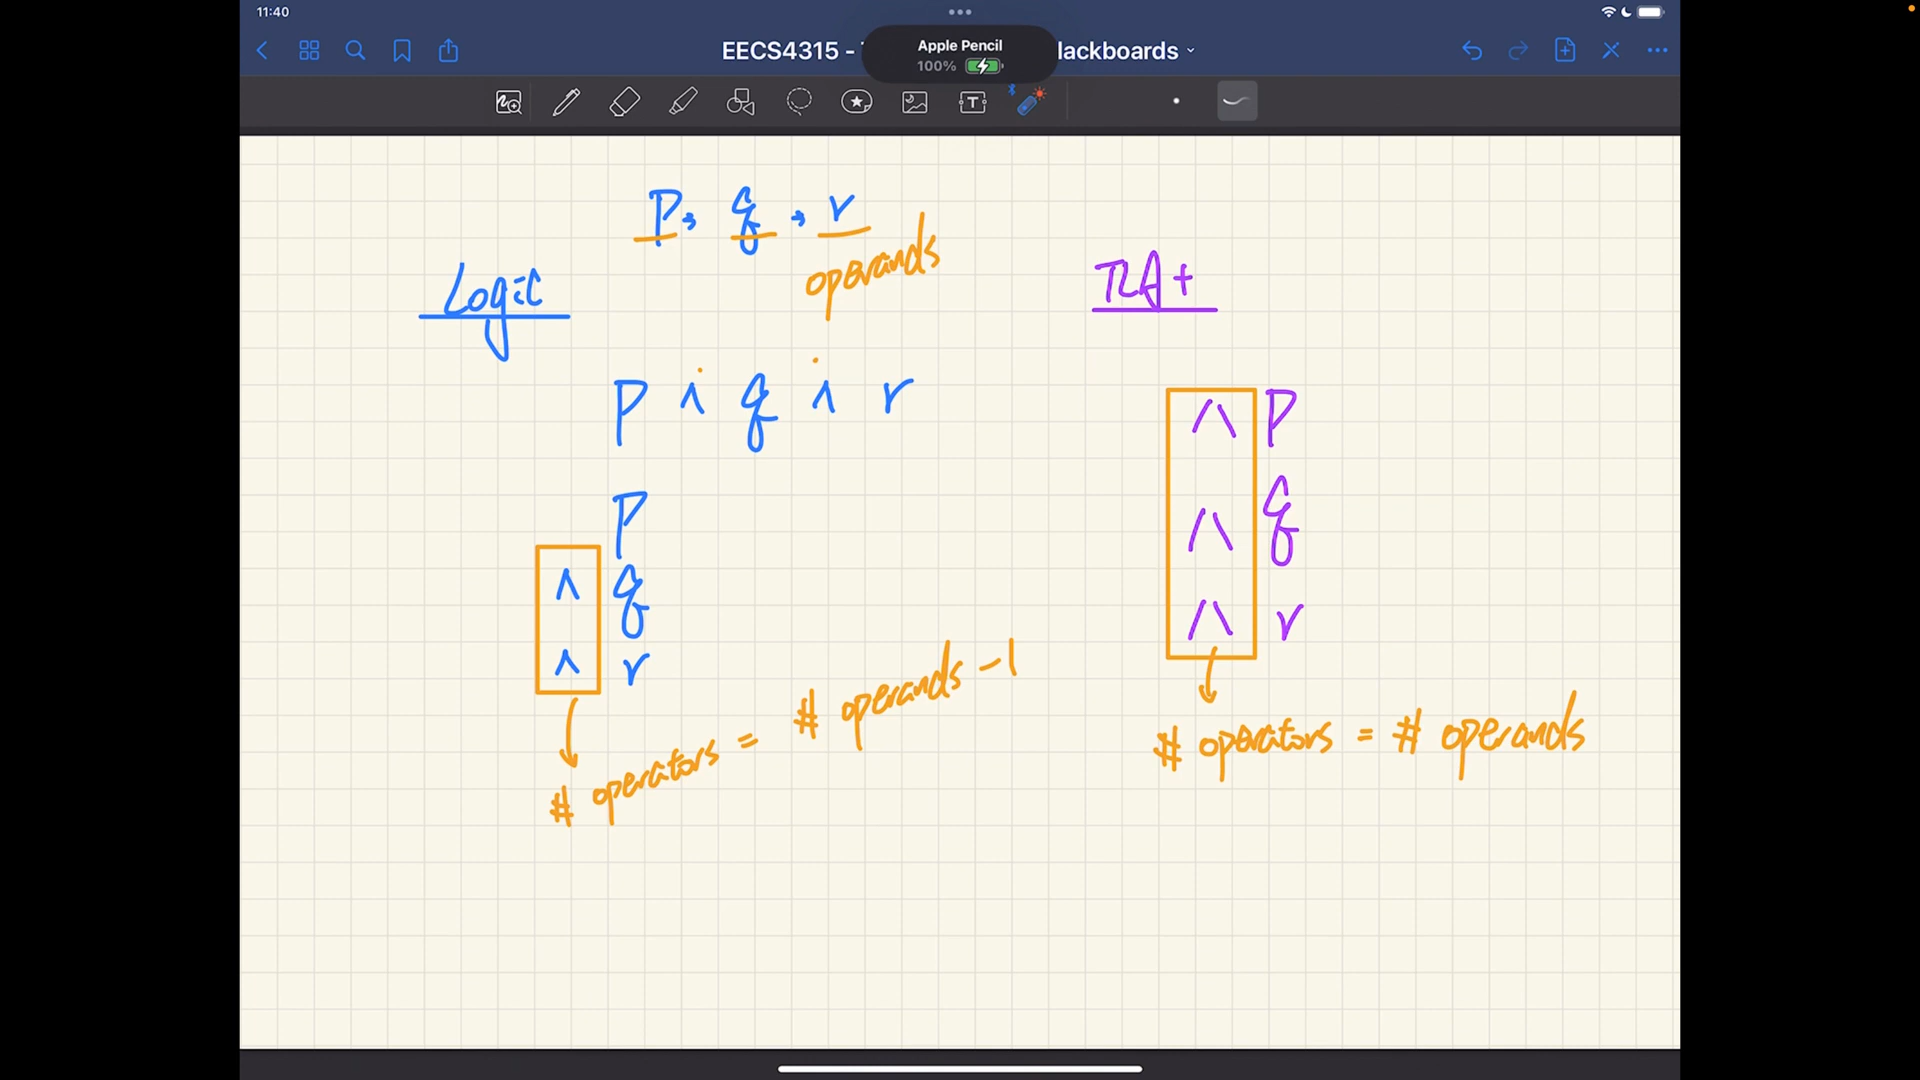 11:40
EECS4315 -
Apple Pencil
100%
lackboards
p, q, r
operands
Logic
TLA+
p ∧ q ∧ r
p
∧ q
∧ r
# operators = # operands -1
/\ p
/\ q
/\ r
# operators = # operands